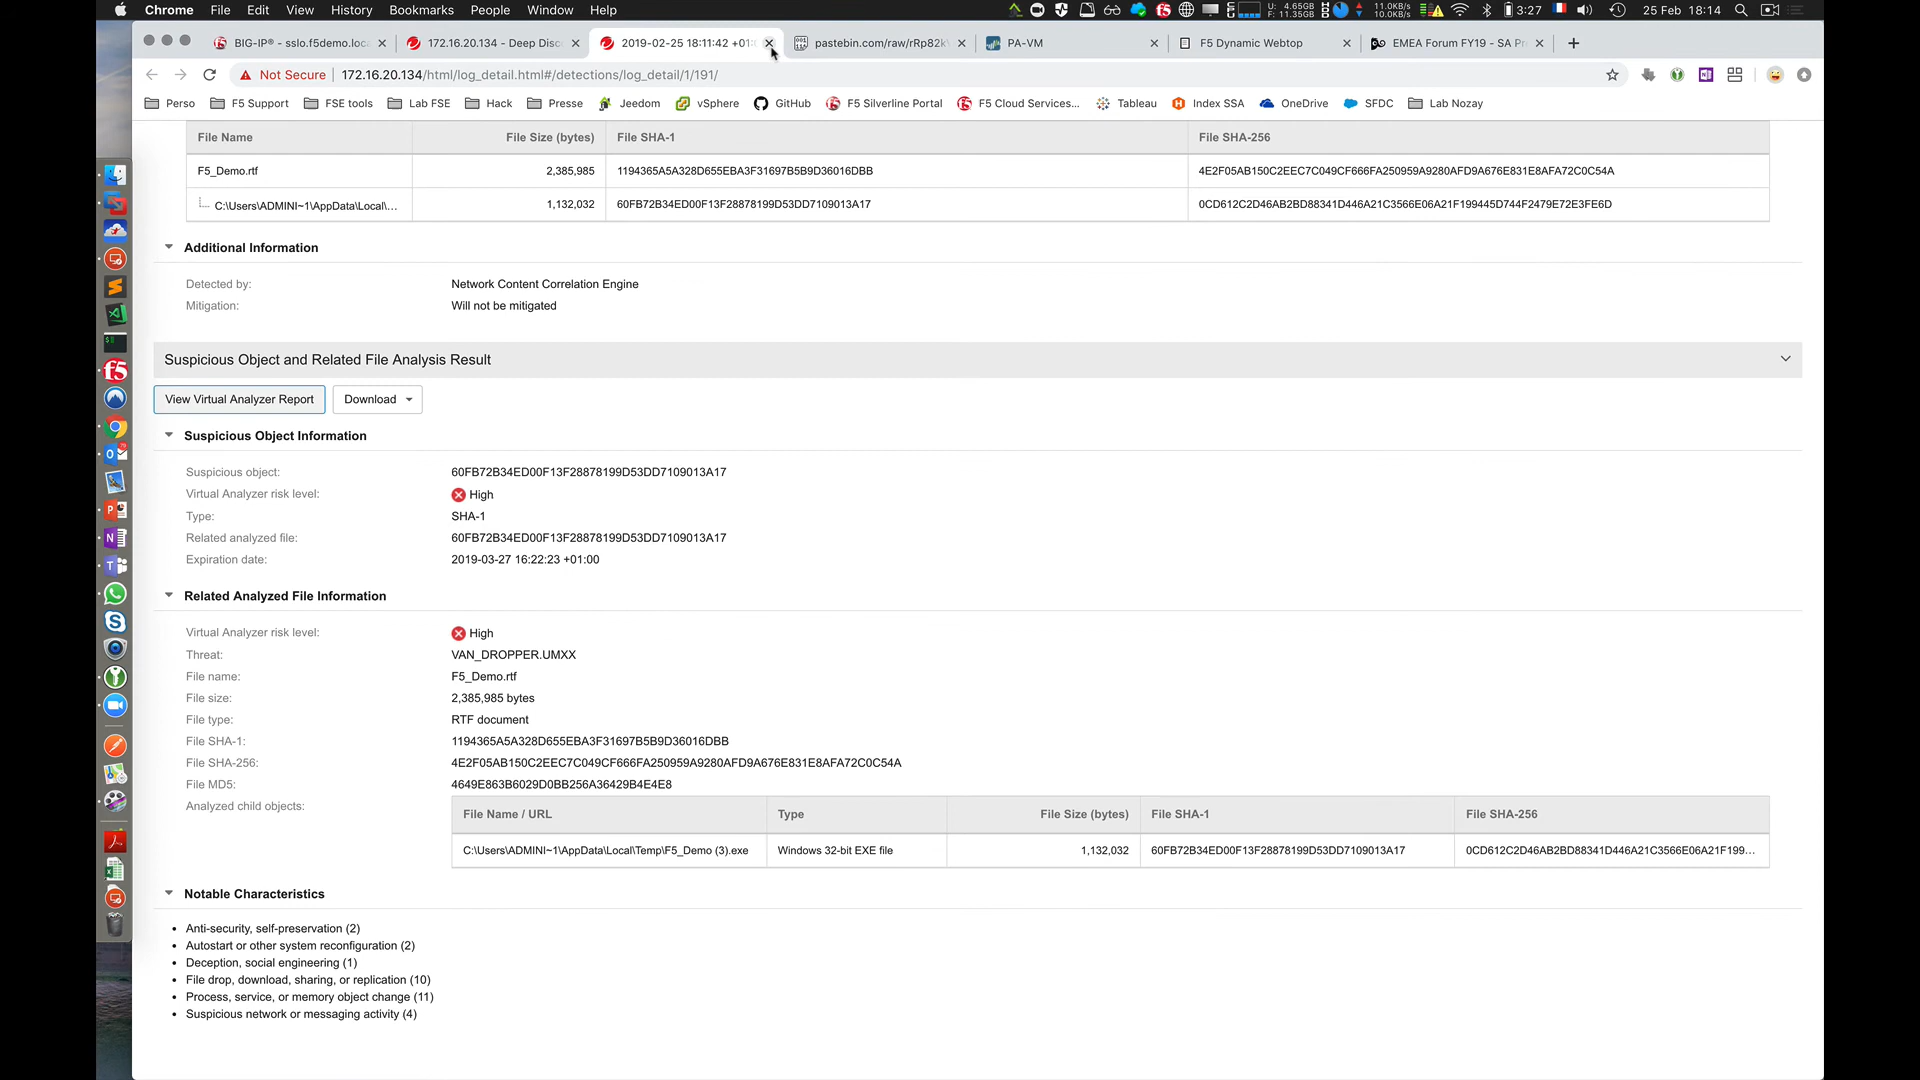 Chrome File Edit View History Bookmarks People Window Help U: 4.65GB F: 11.35GB 11.0KB/s 10.0KB/s 3:27 25 Feb 18:14
BIG-IP® - sslo.f5demo.loca 172.16.20.134 - Deep Disc 2019-02-25 18:11:42 +01: pastebin.com/raw/rRp82k PA-VM F5 Dynamic Webtop EMEA Forum FY19 - SA Pr
Not Secure 172.16.20.134/html/log_detail.html#/detections/log_detail/1/191/
Perso F5 Support FSE tools Lab FSE Hack Presse Jeedom vSphere GitHub F5 Silverline Portal F5 Cloud Services... Tableau Index SSA OneDrive SFDC Lab Nozay
File Name File Size (bytes) File SHA-1 File SHA-256
F5_Demo.rtf 2,385,985 1194365A5A328D655EBA3F31697B5B9D36016DBB 4E2F05AB150C2EEC7C049CF666FA250959A9280AFD9A676E831E8AFA72C0C54A
C:\Users\ADMINI~1\AppData\Local\... 1,132,032 60FB72B34ED00F13F28878199D53DD7109013A17 0CD612C2D46AB2BD88341D446A21C3566E06A21F199445D744F2479E72E3FE6D
Additional Information
Detected by: Network Content Correlation Engine
Mitigation: Will not be mitigated
Suspicious Object and Related File Analysis Result
View Virtual Analyzer Report Download
Suspicious Object Information
Suspicious object: 60FB72B34ED00F13F28878199D53DD7109013A17
Virtual Analyzer risk level: High
Type: SHA-1
Related analyzed file: 60FB72B34ED00F13F28878199D53DD7109013A17
Expiration date: 2019-03-27 16:22:23 +01:00
Related Analyzed File Information
Virtual Analyzer risk level: High
Threat: VAN_DROPPER.UMXX
File name: F5_Demo.rtf
File size: 2,385,985 bytes
File type: RTF document
File SHA-1: 1194365A5A328D655EBA3F31697B5B9D36016DBB
File SHA-256: 4E2F05AB150C2EEC7C049CF666FA250959A9280AFD9A676E831E8AFA72C0C54A
File MD5: 4649E863B6029D0BB256A36429B4E4E8
Analyzed child objects:
File Name / URL Type File Size (bytes) File SHA-1 File SHA-256
C:\Users\ADMINI~1\AppData\Local\Temp\F5_Demo (3).exe Windows 32-bit EXE file 1,132,032 60FB72B34ED00F13F28878199D53DD7109013A17 0CD612C2D46AB2BD88341D446A21C3566E06A21F199...
Notable Characteristics
• Anti-security, self-preservation (2)
• Autostart or other system reconfiguration (2)
• Deception, social engineering (1)
• File drop, download, sharing, or replication (10)
• Process, service, or memory object change (11)
• Suspicious network or messaging activity (4)